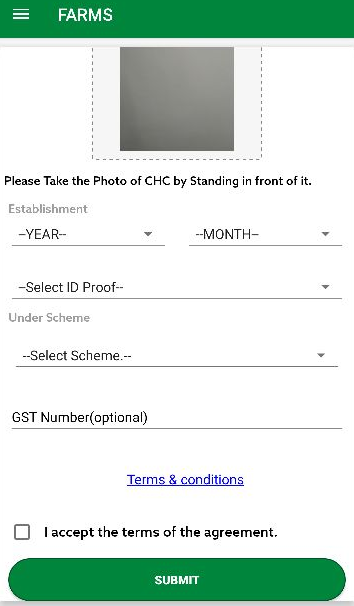 FARMS
Please Take the Photo of CHC by Standing in front of it.
Establishment
--YEAR-- --MONTH--
--Select ID Proof--
Under Scheme
--Select Scheme.--
GST Number(optional)
Terms & conditions
I accept the terms of the agreement.
SUBMIT